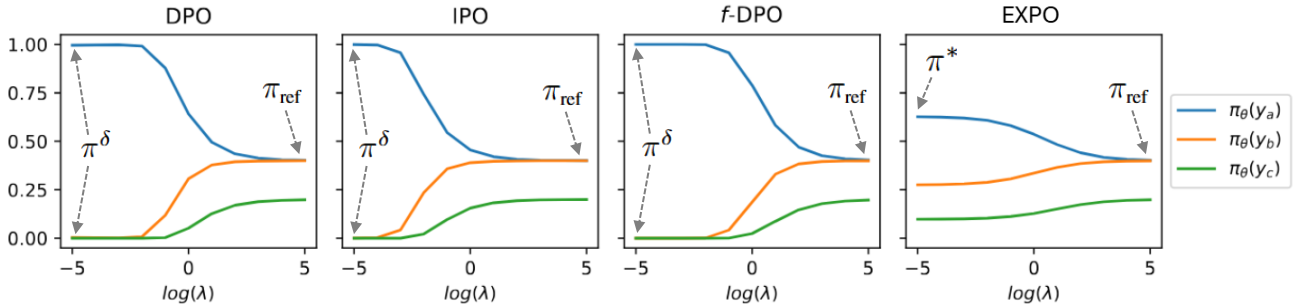 DPO
IPO
f-DPO
EXPO
1.00
0.75
0.50
0.25
0.00
π^δ
π_ref
π^δ
π_ref
π^δ
π_ref
π*
π_ref
−5 0 5
−5 0 5
−5 0 5
−5 0 5
log(λ)
log(λ)
log(λ)
log(λ)
π_θ(y_a)
π_θ(y_b)
π_θ(y_c)